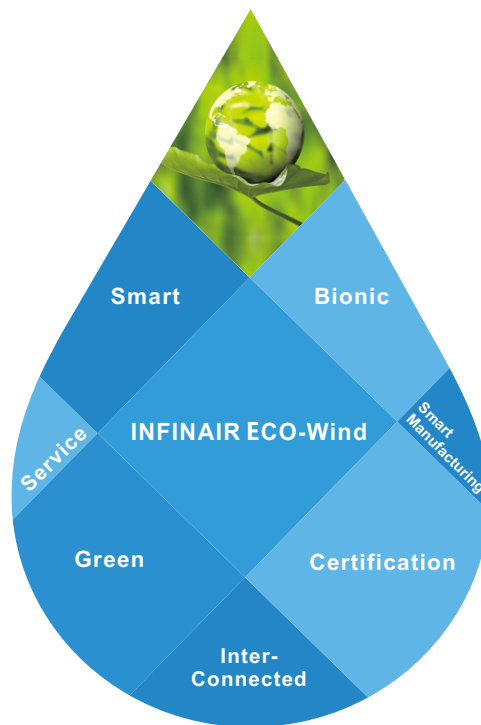 Smart
Bionic
INFINAIR ECO-Wind
Service
Smart
Manufacturing
Green
Certification
Inter-
Connected